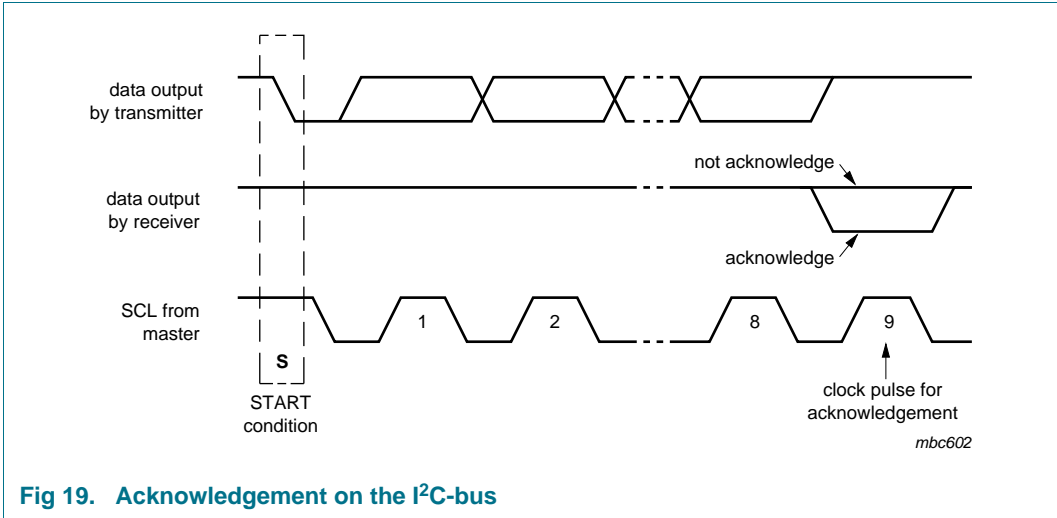 data output
by transmitter
not acknowledge
data output
by receiver
acknowledge
SCL from
master
1
2
8
9
S
START
condition
clock pulse for
acknowledgement
mbc602
Fig 19. Acknowledgement on the I²C-bus